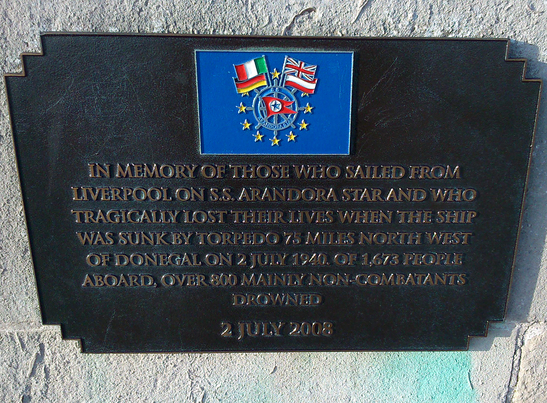 IN MEMORY OF THOSE WHO SAILED FROM
LIVERPOOL ON S.S. ARANDORA STAR AND WHO
TRAGICALLY LOST THEIR LIVES WHEN THE SHIP
WAS SUNK BY TORPEDO 75 MILES NORTH WEST
OF DONEGAL ON 2 JULY 1940. OF 1,673 PEOPLE
ABOARD, OVER 800 MAINLY NON-COMBATANTS
DROWNED
2 JULY 2008